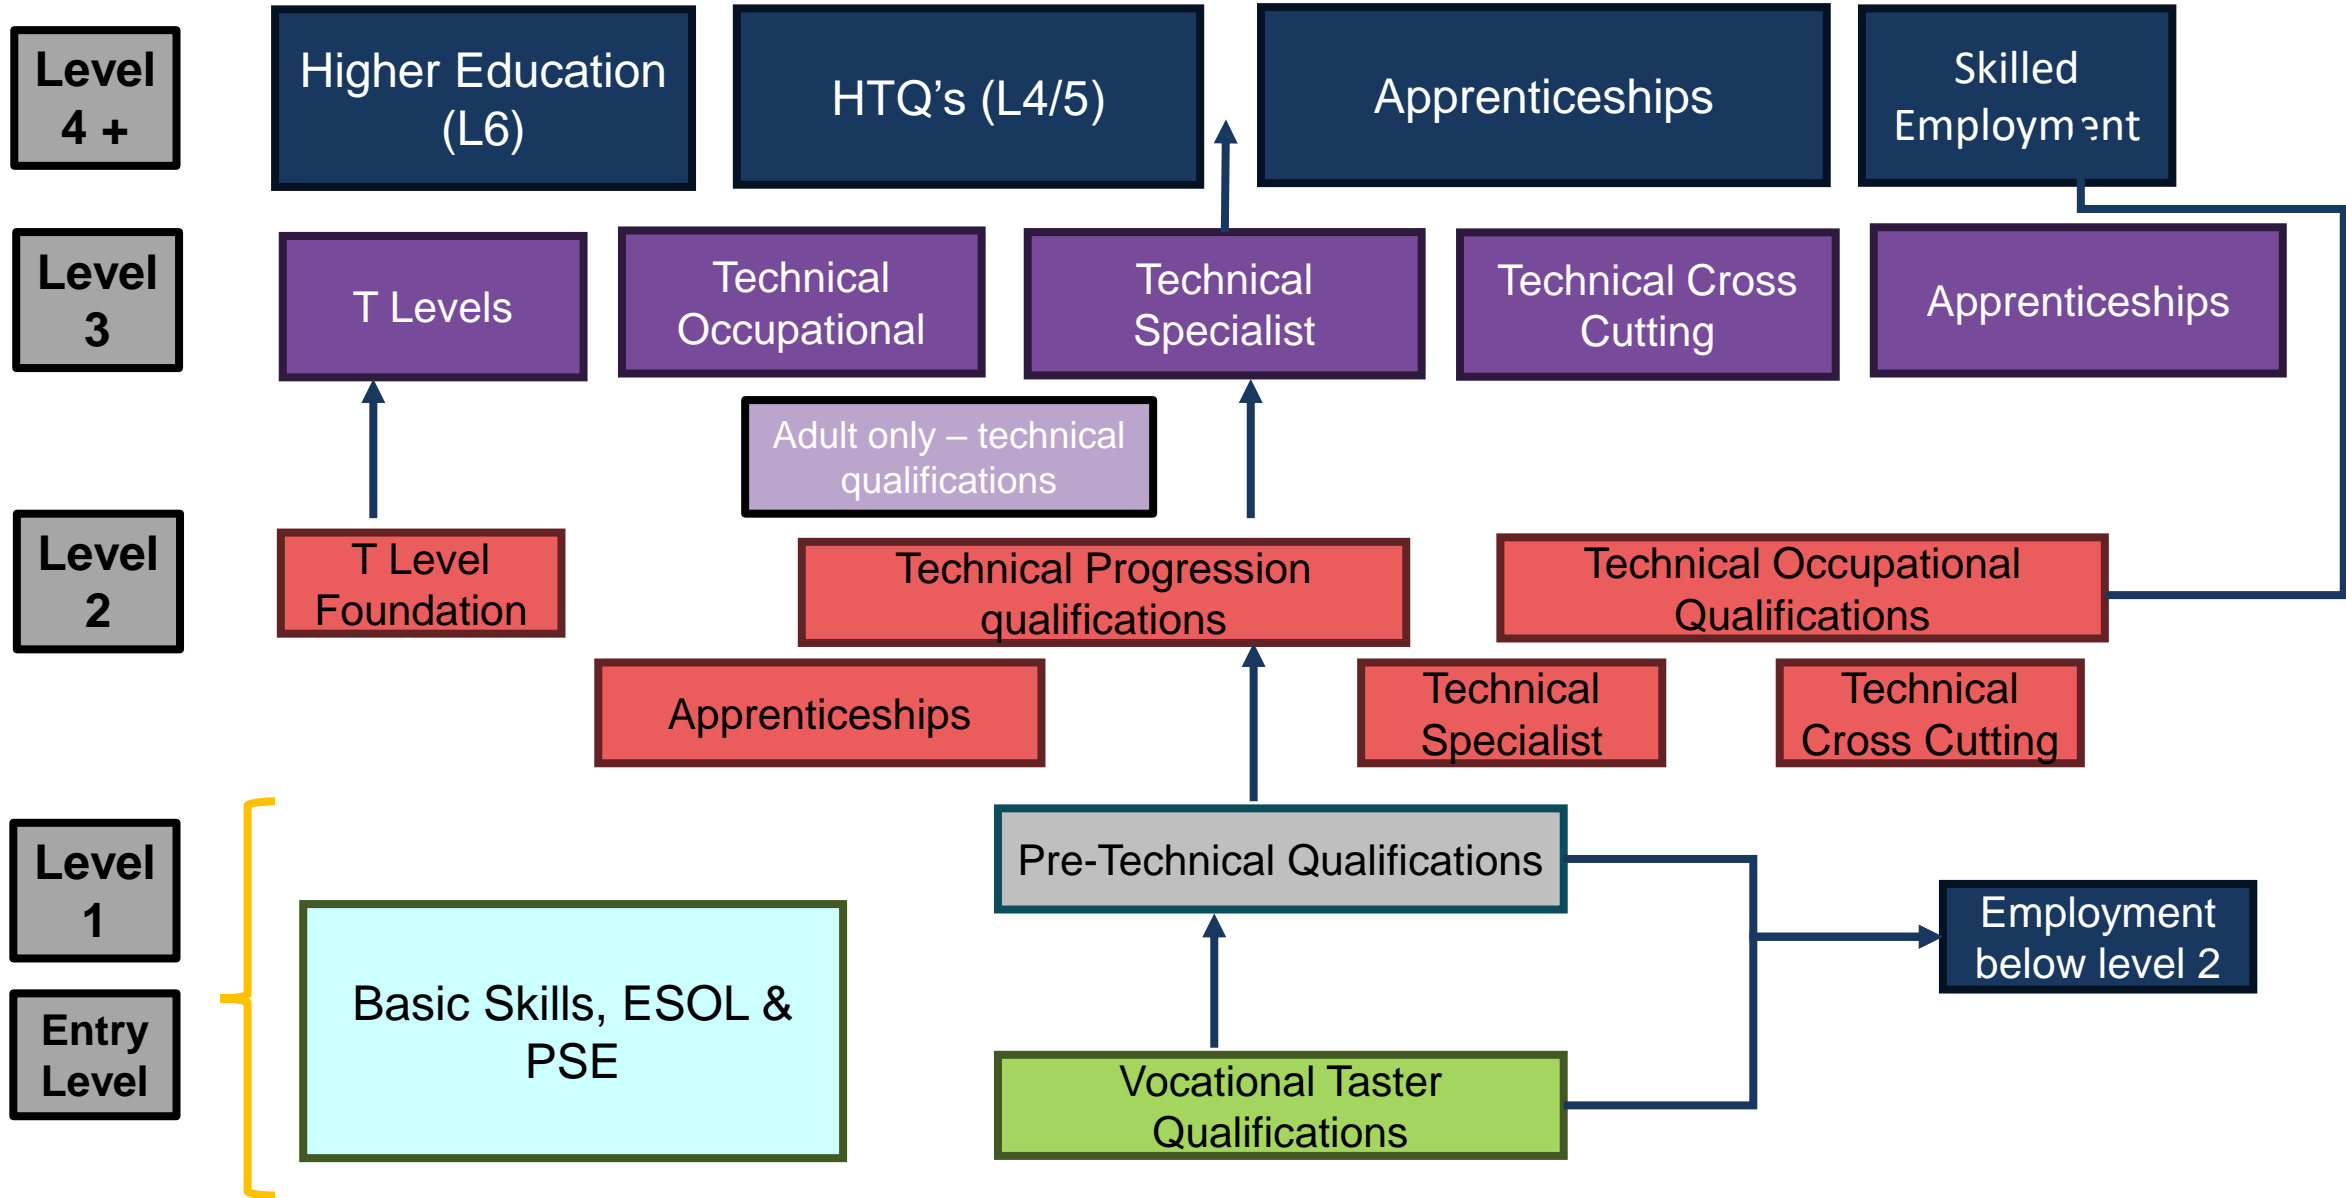 Level
4 +
Higher Education
(L6)
HTQ's (L4/5)
Apprenticeships
Skilled
Employment
Level
3
T Levels
Technical
Occupational
Technical
Specialist
Technical Cross
Cutting
Apprenticeships
Adult only – technical
qualifications
Level
2
T Level
Foundation
Technical Progression
qualifications
Technical Occupational
Qualifications
Apprenticeships
Technical
Specialist
Technical
Cross Cutting
Level
1
Pre-Technical Qualifications
Employment
below level 2
Entry
Level
Basic Skills, ESOL &
PSE
Vocational Taster
Qualifications